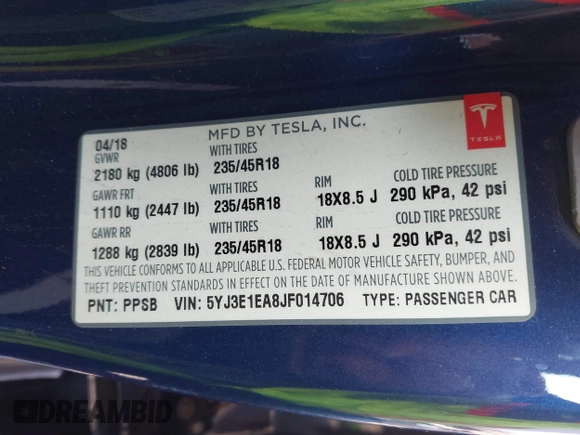 04/18 MFD BY TESLA, INC.
TESLA
GVWR WITH TIRES
2180 kg (4806 lb) 235/45R18
GAWR FRT WITH TIRES RIM COLD TIRE PRESSURE
1110 kg (2447 lb) 235/45R18 18X8.5 J 290 kPa, 42 psi
GAWR RR WITH TIRES RIM COLD TIRE PRESSURE
1288 kg (2839 lb) 235/45R18 18X8.5 J 290 kPa, 42 psi
THIS VEHICLE CONFORMS TO ALL APPLICABLE U.S. FEDERAL MOTOR VEHICLE SAFETY, BUMPER, AND
THEFT PREVENTION STANDARDS IN EFFECT ON THE DATE OF MANUFACTURE SHOWN ABOVE.
PNT: PPSB VIN: 5YJ3E1EA8JF014706 TYPE: PASSENGER CAR
DREAMBID